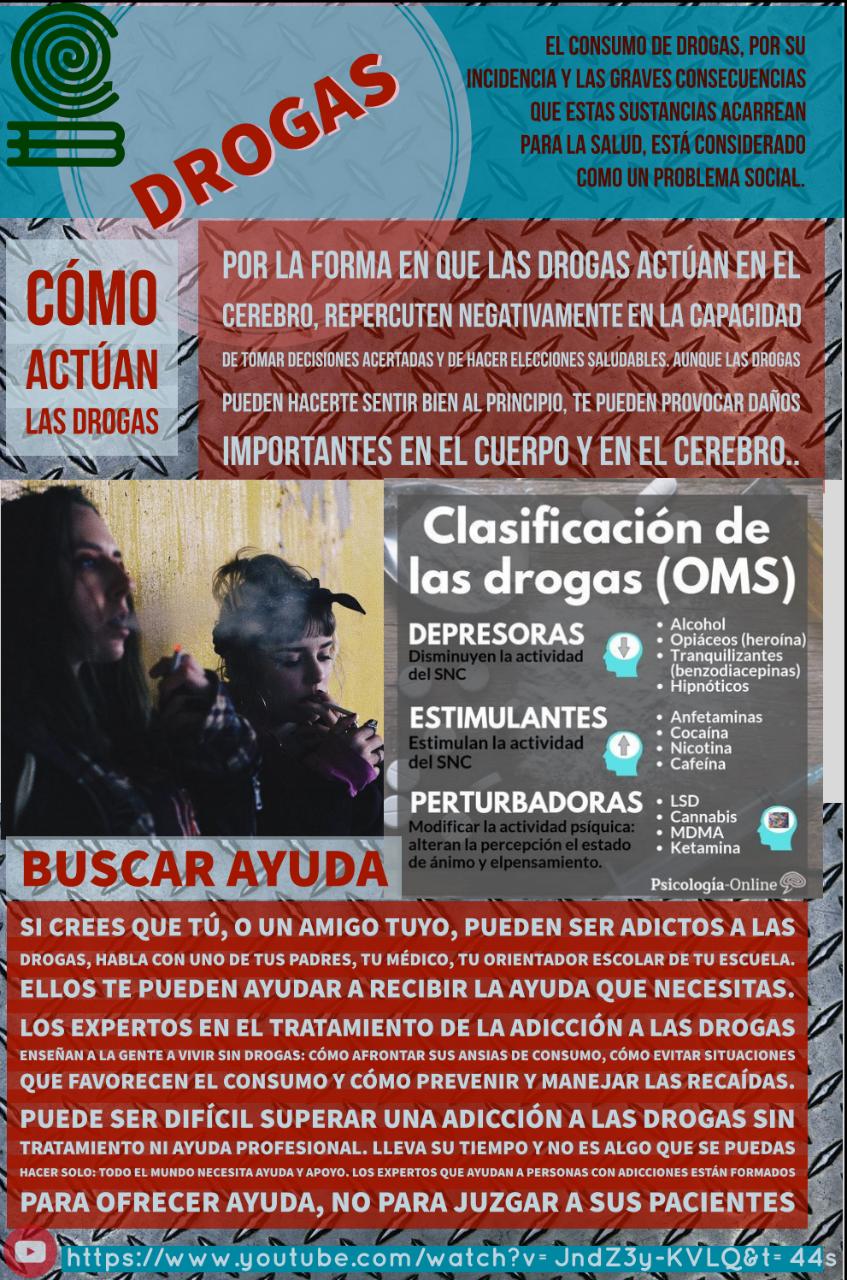 DROGAS
EL CONSUMO DE DROGAS, POR SU
INCIDENCIA Y LAS GRAVES CONSECUENCIAS
QUE ESTAS SUSTANCIAS ACARREAN
PARA LA SALUD, ESTÁ CONSIDERADO
COMO UN PROBLEMA SOCIAL.
CÓMO
ACTÚAN
LAS DROGAS
POR LA FORMA EN QUE LAS DROGAS ACTÚAN EN EL
CEREBRO, REPERCUTEN NEGATIVAMENTE EN LA CAPACIDAD
DE TOMAR DECISIONES ACERTADAS Y DE HACER ELECCIONES SALUDABLES. AUNQUE LAS DROGAS
PUEDEN HACERTE SENTIR BIEN AL PRINCIPIO, TE PUEDEN PROVOCAR DAÑOS
IMPORTANTES EN EL CUERPO Y EN EL CEREBRO..
Clasificación de
las drogas (OMS)
DEPRESORAS
Disminuyen la actividad
del SNC
• Alcohol
• Opiáceos (heroína)
• Tranquilizantes
(benzodiacepinas)
• Hipnóticos
ESTIMULANTES
Estimulan la actividad
del SNC
• Anfetaminas
• Cocaína
• Nicotina
• Cafeína
PERTURBADORAS
Modificar la actividad psíquica:
alteran la percepción el estado
de ánimo y elpensamiento.
• LSD
• Cannabis
• MDMA
• Ketamina
Psicología-Online
BUSCAR AYUDA
SI CREES QUE TÚ, O UN AMIGO TUYO, PUEDEN SER ADICTOS A LAS
DROGAS, HABLA CON UNO DE TUS PADRES, TU MÉDICO, TU ORIENTADOR ESCOLAR DE TU ESCUELA.
ELLOS TE PUEDEN AYUDAR A RECIBIR LA AYUDA QUE NECESITAS.
LOS EXPERTOS EN EL TRATAMIENTO DE LA ADICCIÓN A LAS DROGAS
ENSEÑAN A LA GENTE A VIVIR SIN DROGAS: CÓMO AFRONTAR SUS ANSIAS DE CONSUMO, CÓMO EVITAR SITUACIONES
QUE FAVORECEN EL CONSUMO Y CÓMO PREVENIR Y MANEJAR LAS RECAÍDAS.
PUEDE SER DIFÍCIL SUPERAR UNA ADICCIÓN A LAS DROGAS SIN
TRATAMIENTO NI AYUDA PROFESIONAL. LLEVA SU TIEMPO Y NO ES ALGO QUE SE PUEDAS
HACER SOLO: TODO EL MUNDO NECESITA AYUDA Y APOYO. LOS EXPERTOS QUE AYUDAN A PERSONAS CON ADICCIONES ESTÁN FORMADOS
PARA OFRECER AYUDA, NO PARA JUZGAR A SUS PACIENTES
https://www.youtube.com/watch?v=JndZ3y-KVLQ&t=44s